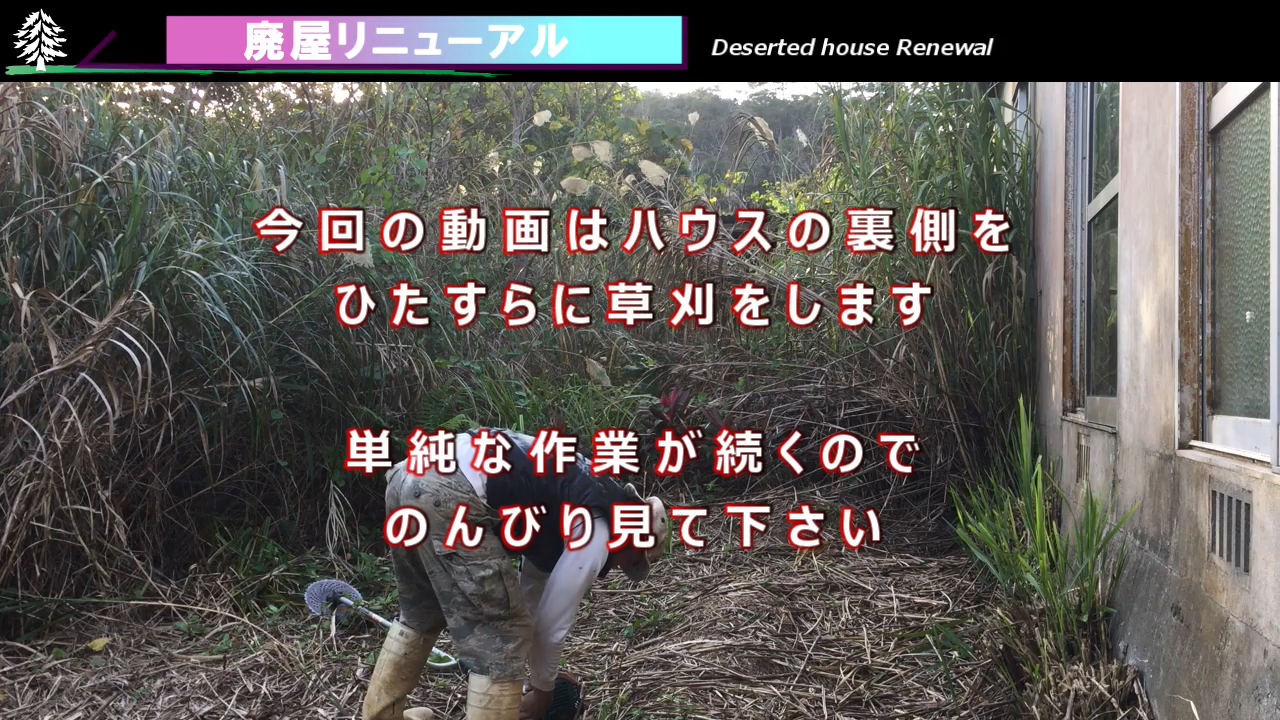 廃屋リニューアル
Deserted house Renewal
今回の動画はハウスの裏側を
ひたすらに草刈をします
単純な作業が続くので
のんびり見て下さい